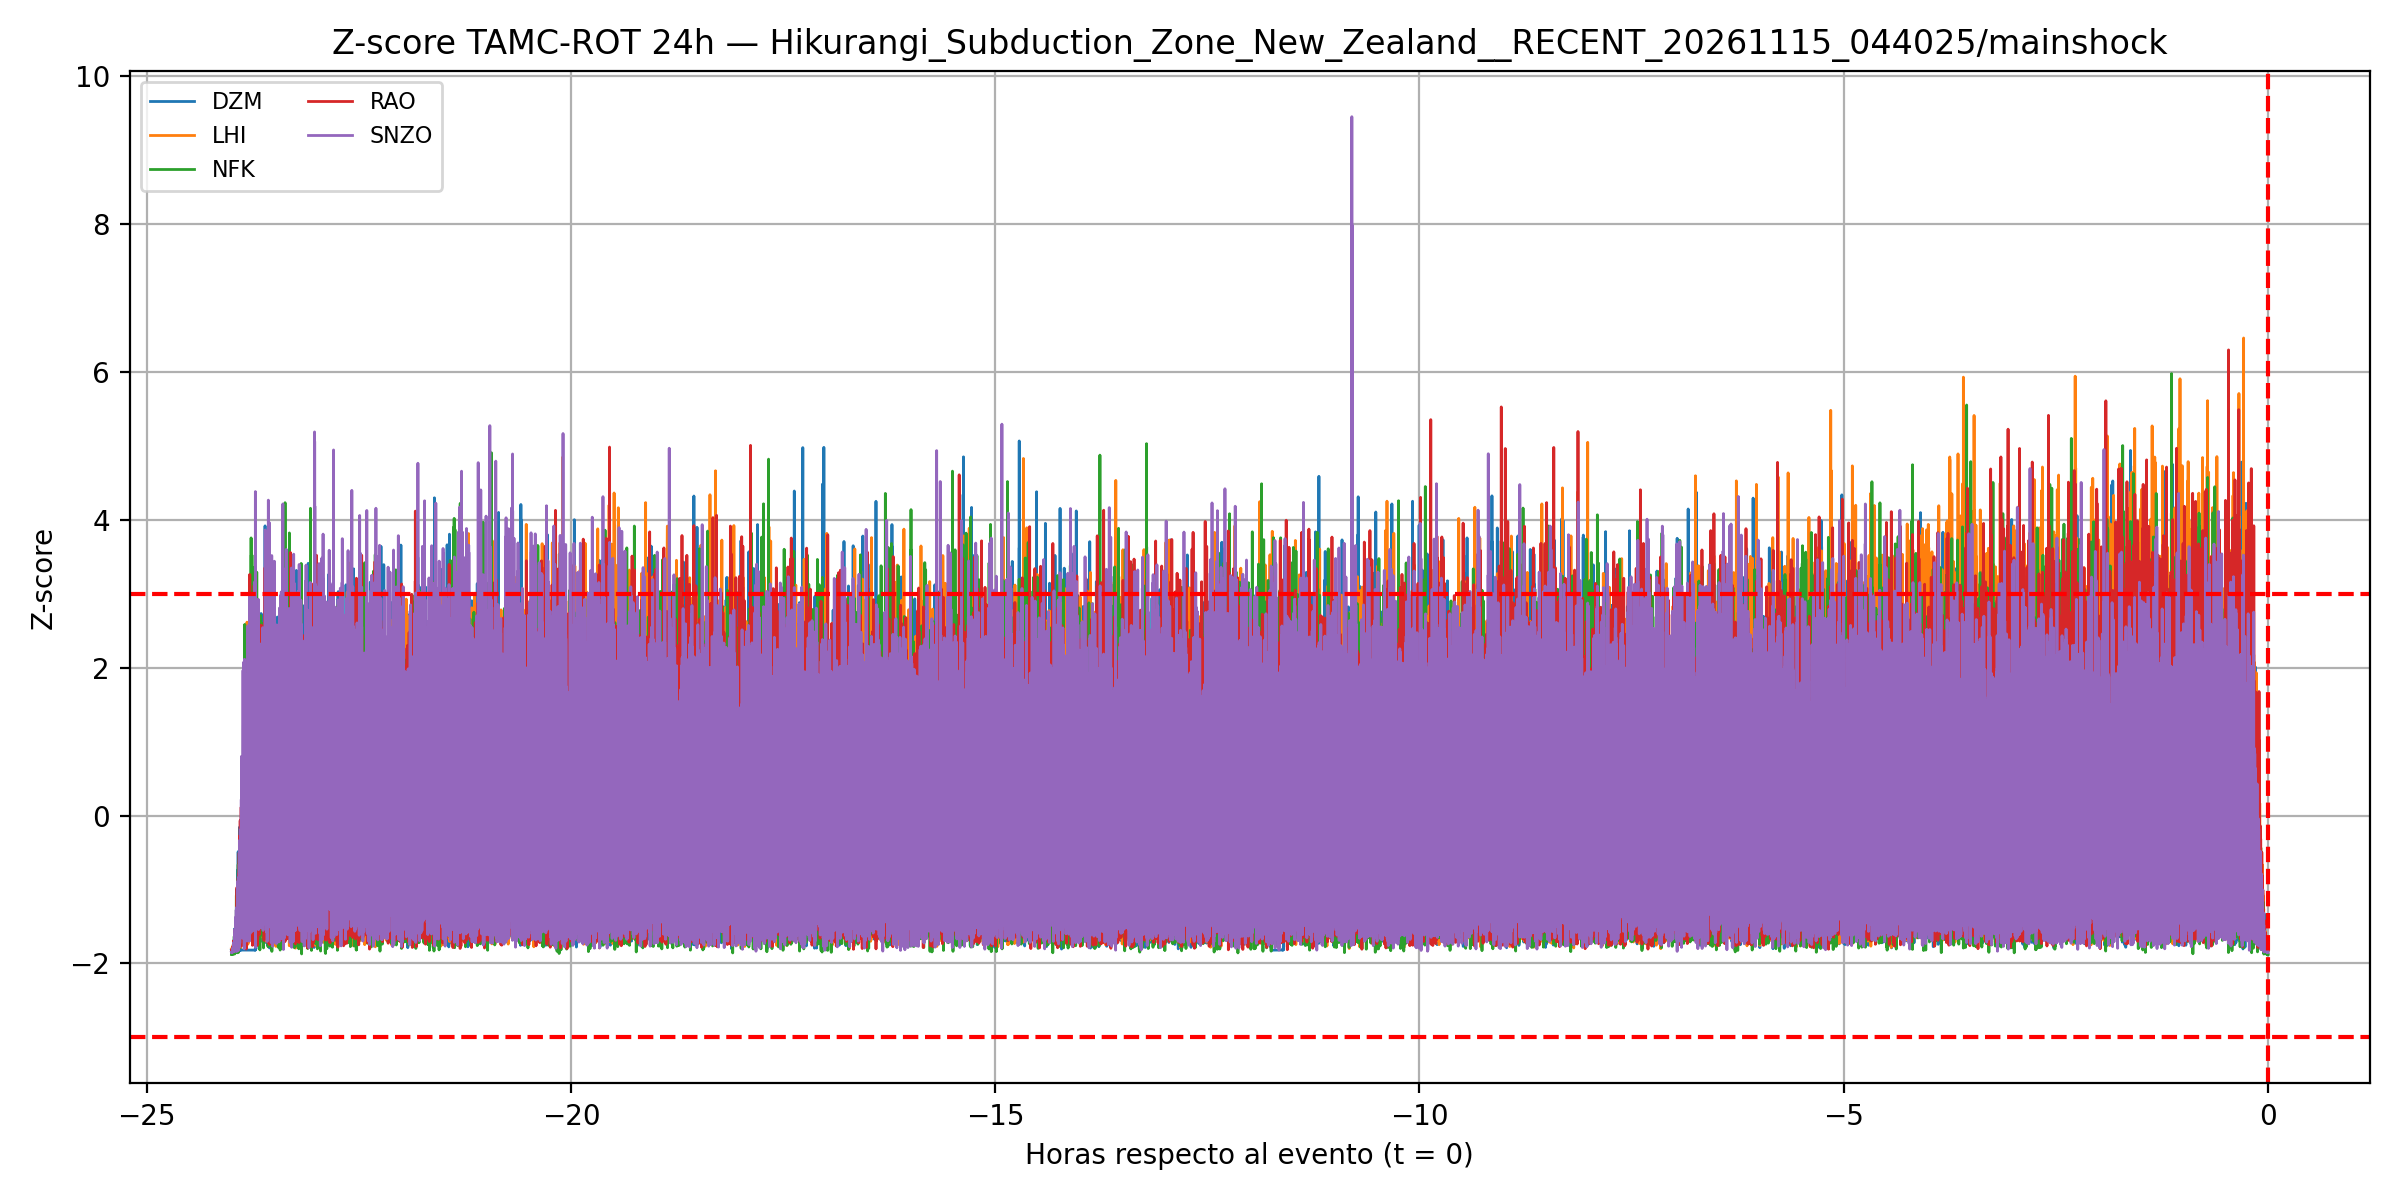 Z-score TAMC-ROT 24h — Hikurangi_Subduction_Zone_New_Zealand__RECENT_20261115_044025/mainshock
DZM
LHI
NFK
RAO
SNZO
Z-score
10
8
6
4
2
0
−2
−25
−20
−15
−10
−5
0
Horas respecto al evento (t = 0)